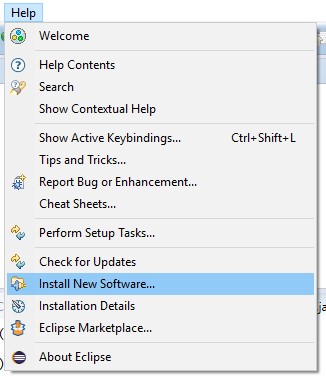 Help
Welcome
Help Contents
Search
Show Contextual Help
Show Active Keybindings... Ctrl+Shift+L
Tips and Tricks...
Report Bug or Enhancement...
Cheat Sheets...
Perform Setup Tasks...
Check for Updates
Install New Software...
Installation Details
Eclipse Marketplace...
About Eclipse